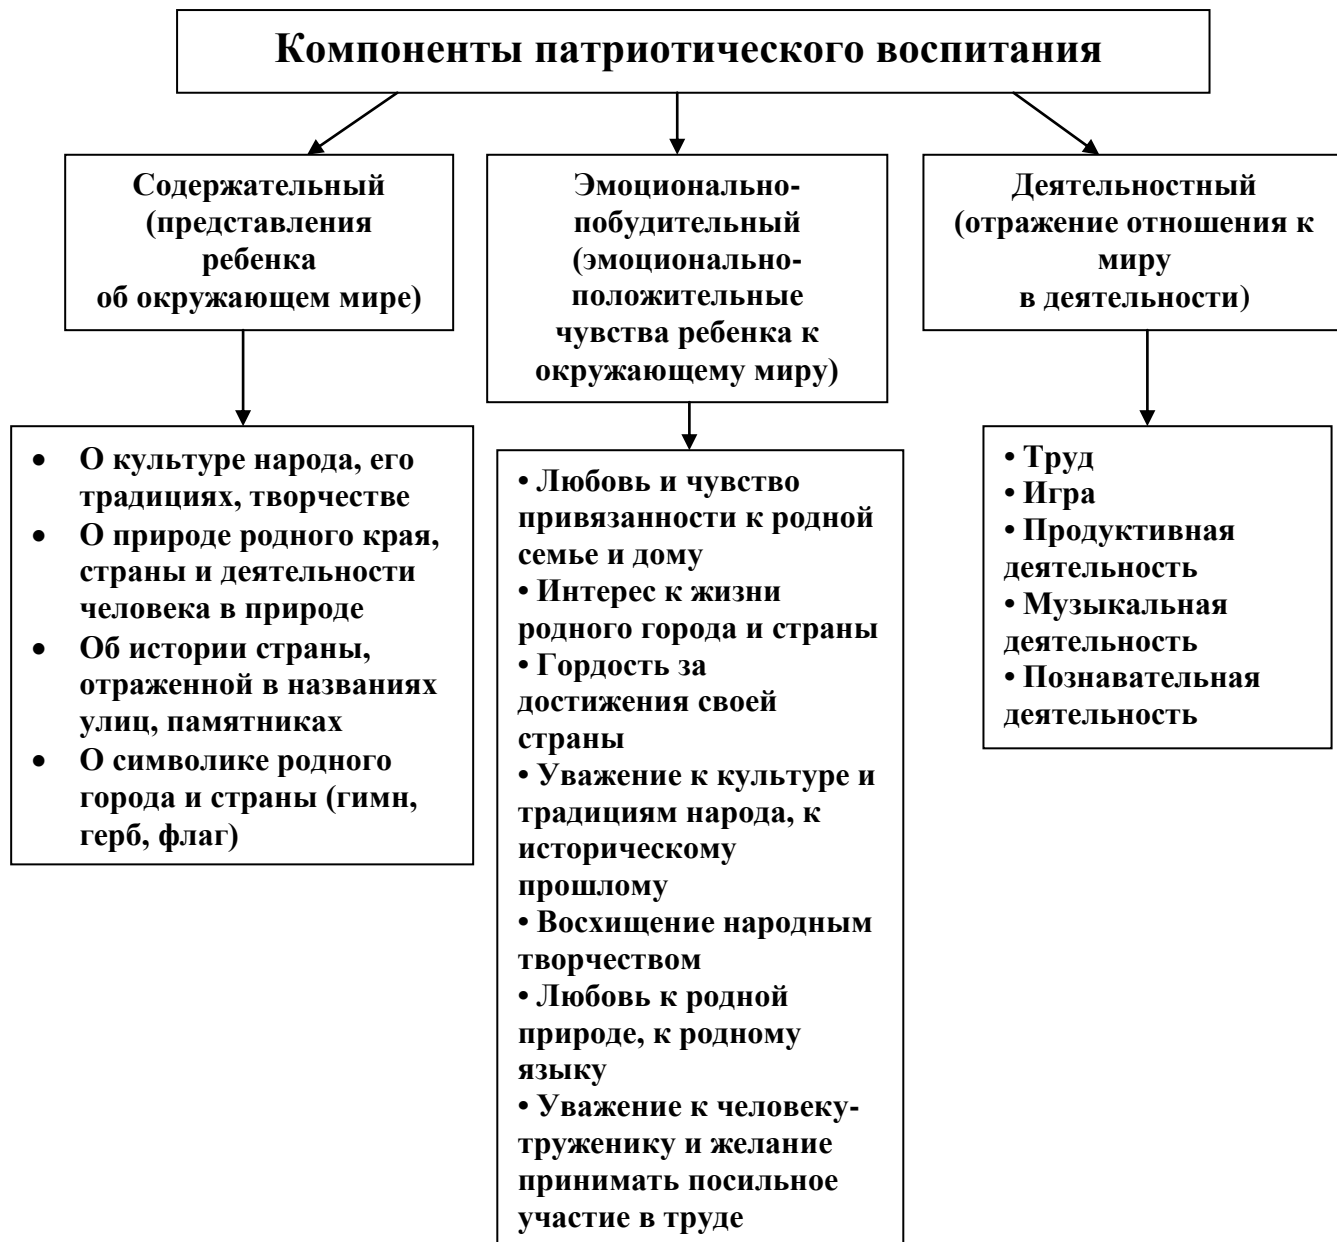 Компоненты патриотического воспитания
Содержательный
(представления
ребенка
об окружающем мире)
Эмоционально-
побудительный
(эмоционально-
положительные
чувства ребенка к
окружающему миру)
Деятельностный
(отражение отношения к
миру
в деятельности)
• О культуре народа, его
традициях, творчестве
• О природе родного края,
страны и деятельности
человека в природе
• Об истории страны,
отраженной в названиях
улиц, памятниках
• О символике родного
города и страны (гимн,
герб, флаг)
• Любовь и чувство
привязанности к родной
семье и дому
• Интерес к жизни
родного города и страны
• Гордость за
достижения своей
страны
• Уважение к культуре и
традициям народа, к
историческому
прошлому
• Восхищение народным
творчеством
• Любовь к родной
природе, к родному
языку
• Уважение к человеку-
труженику и желание
принимать посильное
участие в труде
• Труд
• Игра
• Продуктивная
деятельность
• Музыкальная
деятельность
• Познавательная
деятельность